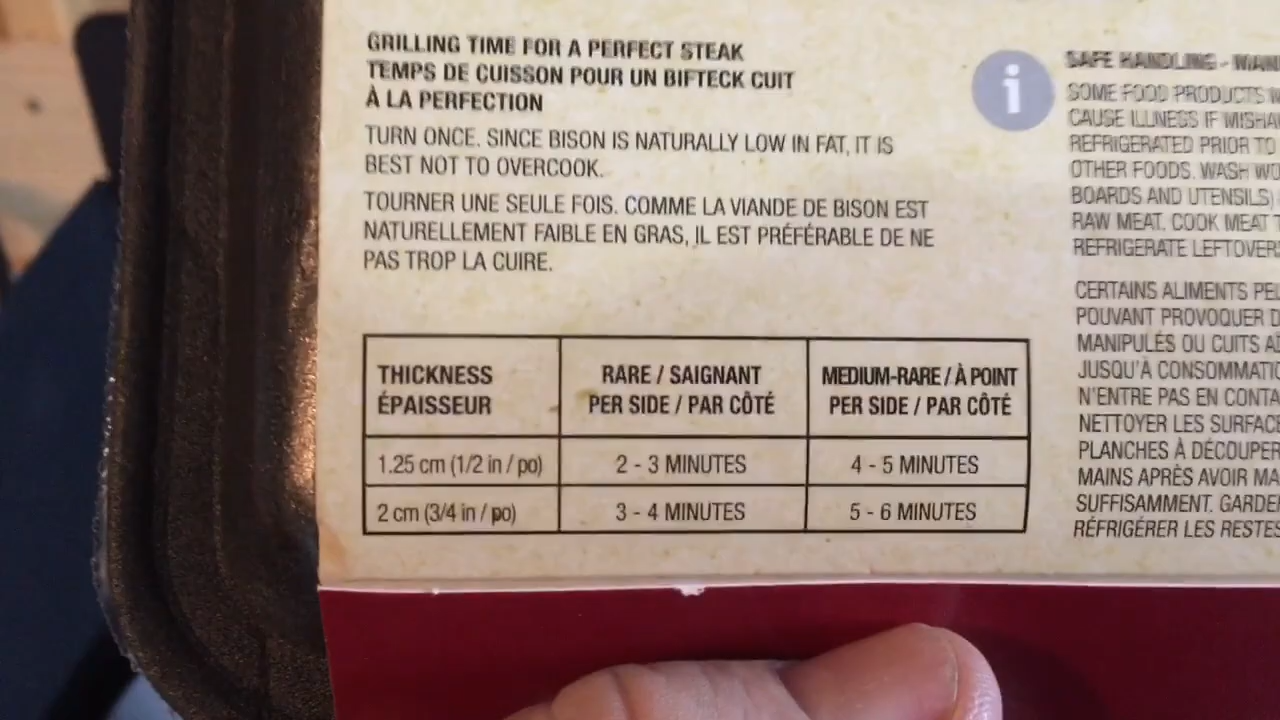 GRILLING TIME FOR A PERFECT STEAK
TEMPS DE CUISSON POUR UN BIFTECK CUIT
À LA PERFECTION
TURN ONCE. SINCE BISON IS NATURALLY LOW IN FAT, IT IS
BEST NOT TO OVERCOOK.
TOURNER UNE SEULE FOIS. COMME LA VIANDE DE BISON EST
NATURELLEMENT FAIBLE EN GRAS, IL EST PRÉFÉRABLE DE NE
PAS TROP LA CUIRE.
THICKNESS
ÉPAISSEUR
RARE / SAIGNANT
PER SIDE / PAR CÔTÉ
MEDIUM-RARE / À POINT
PER SIDE / PAR CÔTÉ
1.25 cm (1/2 in / po)
2 - 3 MINUTES
4 - 5 MINUTES
2 cm (3/4 in / po)
3 - 4 MINUTES
5 - 6 MINUTES
i
SAFE HANDLING -
SOME FOOD PRODUCTS
CAUSE ILLNESS IF
REFRIGERATED PRIOR TO
OTHER FOODS. WASH
BOARDS AND UTENSILS)
RAW MEAT. COOK MEAT
REFRIGERATE
CERTAINS ALIMENTS
POUVANT PROVOQUER
MANIPULÉS OU CUITS
JUSQU'À
N'ENTRE PAS EN
NETTOYER LES
PLANCHES À
MAINS APRÈS AVOIR
SUFFISAMMENT.
RÉFRIGÉRER LES RESTES